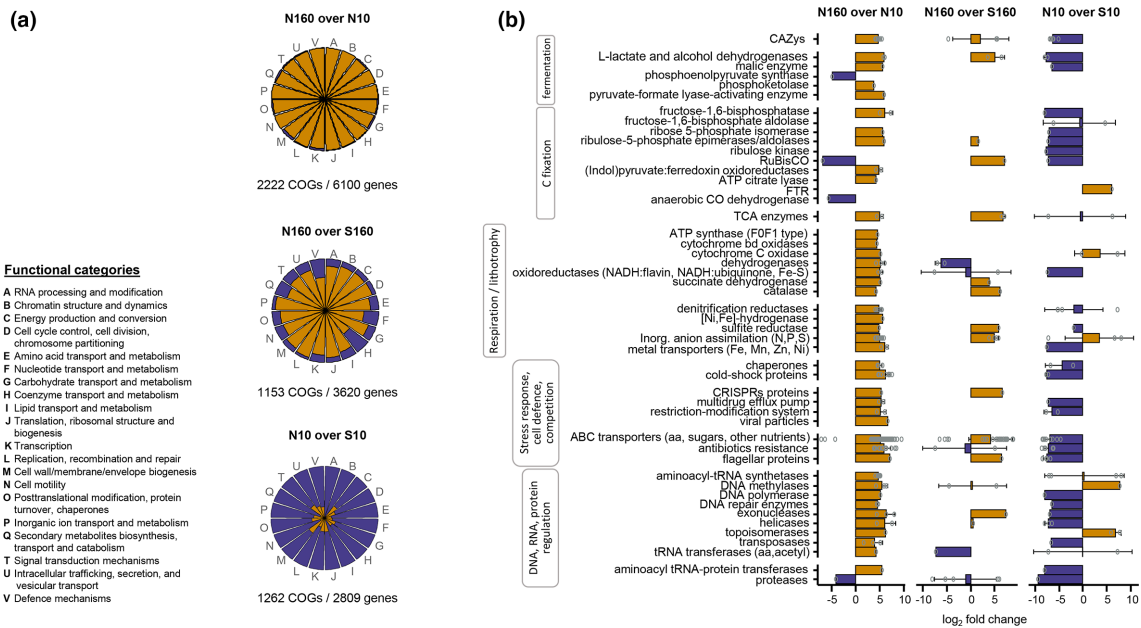 (a)
N160 over N10
U V A B
T C
S D
Q E
P F
O G
N H
M I
L K J
2222 COGs / 6100 genes
N160 over S160
U V A B
T C
Q D
P E
O F
N G
M H
L K J I
1153 COGs / 3620 genes
N10 over S10
U V A B
T C
Q D
P E
O F
N G
M H
L K J I
1262 COGs / 2809 genes
Functional categories
A RNA processing and modification
B Chromatin structure and dynamics
C Energy production and conversion
D Cell cycle control, cell division,
chromosome partitioning
E Amino acid transport and metabolism
F Nucleotide transport and metabolism
G Carbohydrate transport and metabolism
H Coenzyme transport and metabolism
I Lipid transport and metabolism
J Translation, ribosomal structure and
biogenesis
K Transcription
L Replication, recombination and repair
M Cell wall/membrane/envelope biogenesis
N Cell motility
O Posttranslational modification, protein
turnover, chaperones
P Inorganic ion transport and metabolism
Q Secondary metabolites biosynthesis,
transport and catabolism
T Signal transduction mechanisms
U Intracellular trafficking, secretion, and
vesicular transport
V Defence mechanisms
(b)
N160 over N10 N160 over S160 N10 over S10
fermentation
CAZys
L-lactate and alcohol dehydrogenases
malic enzyme
phosphoenolpyruvate synthase
phosphoketolase
pyruvate-formate lyase-activating enzyme
C fixation
fructose-1,6-bisphosphatase
fructose-1,6-bisphosphate aldolase
ribose 5-phosphate isomerase
ribulose-5-phosphate epimerases/aldolases
ribulose kinase
RuBisCO
(Indol)pyruvate:ferredoxin oxidoreductases
ATP citrate lyase
FTR
anaerobic CO dehydrogenase
TCA enzymes
Respiration / lithotrophy
ATP synthase (F0F1 type)
cytochrome bd oxidases
cytochrome C oxidase
dehydrogenases
oxidoreductases (NADH:flavin, NADH:ubiquinone, Fe-S)
succinate dehydrogenase
catalase
denitrification reductases
[Ni,Fe]-hydrogenase
sulfite reductase
Inorg. anion assimilation (N,P,S)
metal transporters (Fe, Mn, Zn, Ni)
Stress response,
cell defence,
competition
chaperones
cold-shock proteins
CRISPRs proteins
multidrug efflux pump
restriction-modification system
viral particles
ABC transporters (aa, sugars, other nutrients)
antibiotics resistance
flagellar proteins
DNA, RNA, protein
regulation
aminoacyl-tRNA synthetases
DNA methylases
DNA polymerase
DNA repair enzymes
exonucleases
helicases
topoisomerases
transposases
tRNA transferases (aa,acetyl)
aminoacyl tRNA-protein transferases
proteases
-5 0 5 10 -10 -5 0 5 -10 -5 0 5 10
log2 fold change